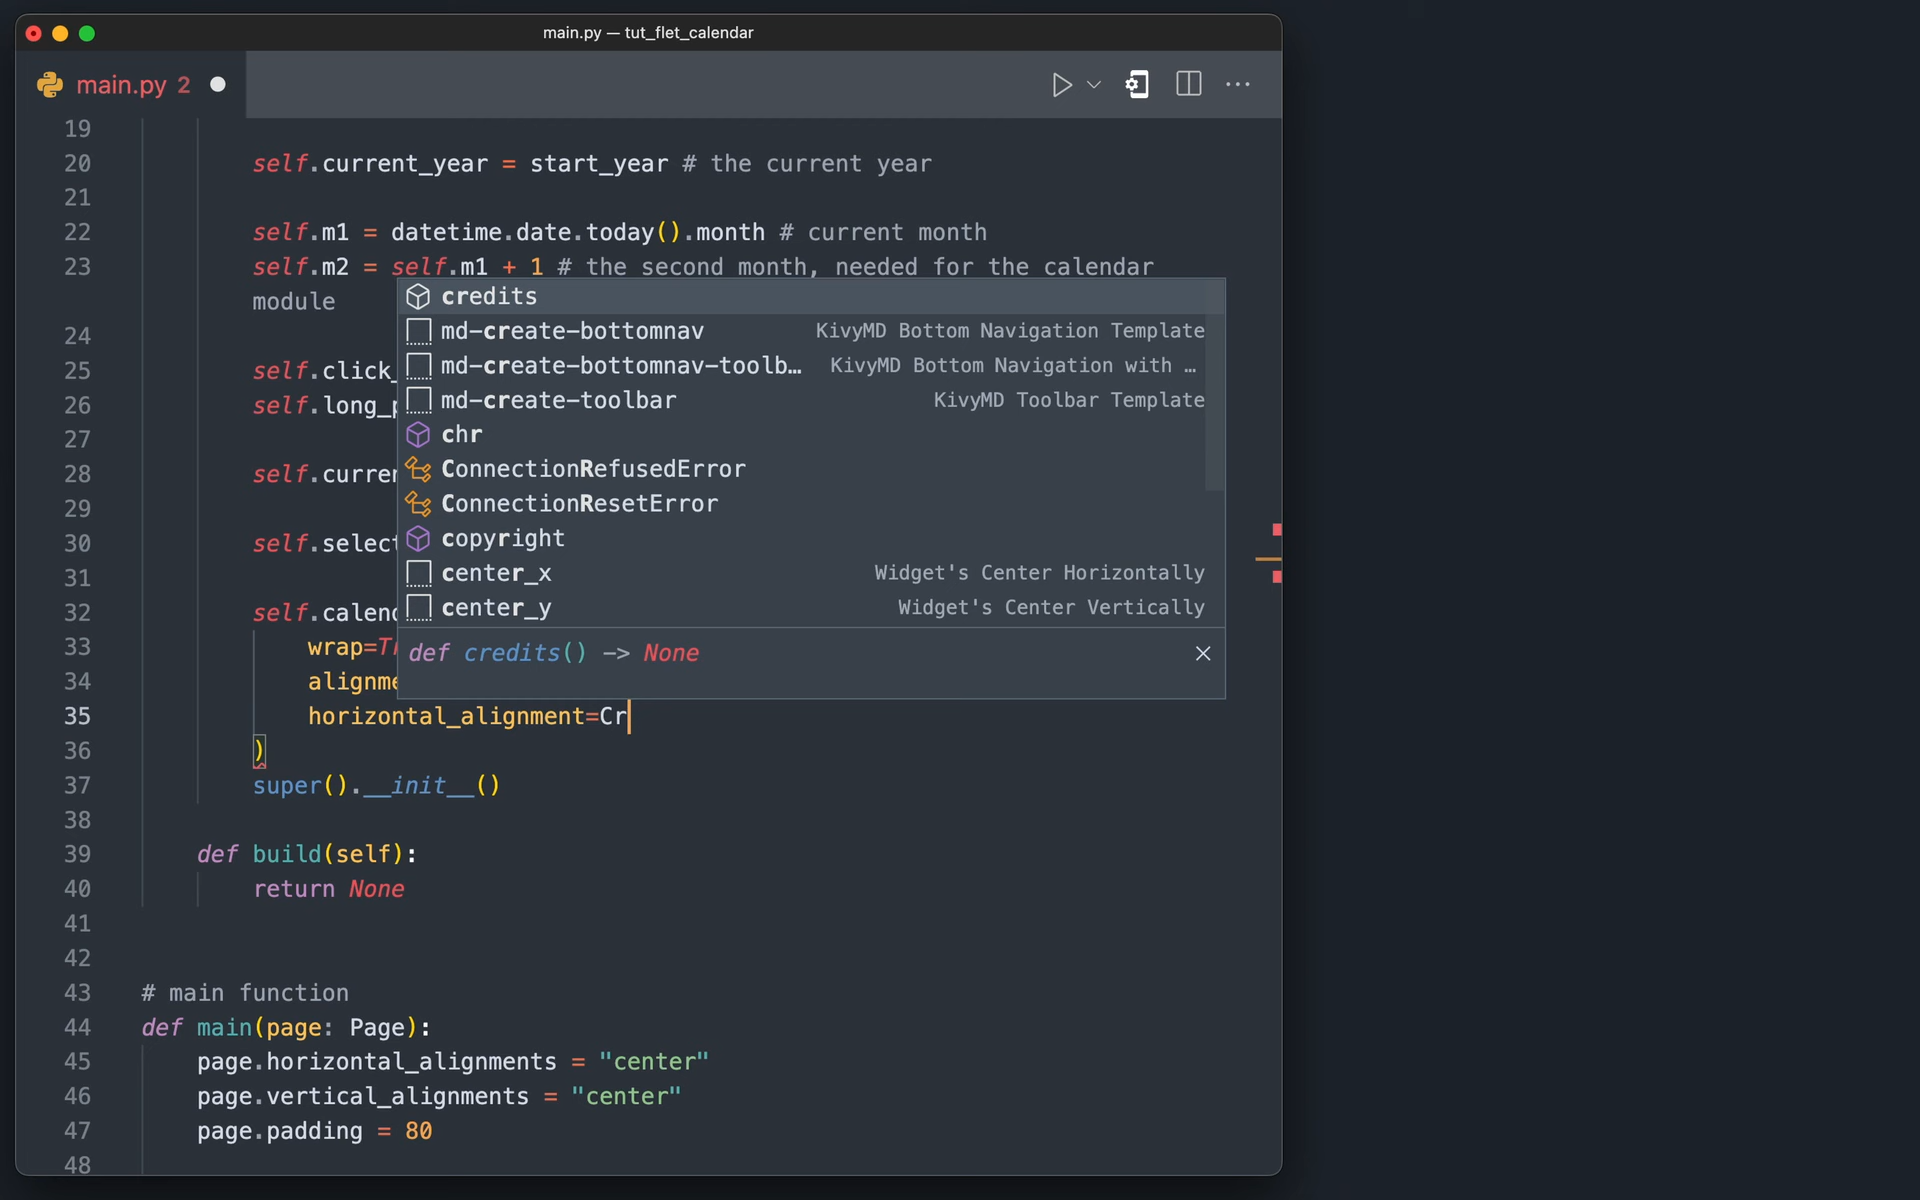 main.py — tut_flet_calendar
main.py 2
19
20 self.current_year = start_year # the current year
21
22 self.m1 = datetime.date.today().month # current month
23 self.m2 = self.m1 + 1 # the second month, needed for the calendar
module
credits
24
md-create-bottomnav KivyMD Bottom Navigation Template
25 self.click_
md-create-bottomnav-toolb… KivyMD Bottom Navigation with …
26 self.long_
md-create-toolbar KivyMD Toolbar Template
27
chr
28 self.curre
ConnectionRefusedError
29
ConnectionResetError
30 self.select
copyright
31
center_x Widget's Center Horizontally
32 self.calen
center_y Widget's Center Vertically
33 wrap=T
def credits() -> None
34 alignme
35 horizontal_alignment=Cr
36 )
37 super().__init__()
38
39 def build(self):
40 return None
41
42
43 # main function
44 def main(page: Page):
45 page.horizontal_alignments = "center"
46 page.vertical_alignments = "center"
47 page.padding = 80
48